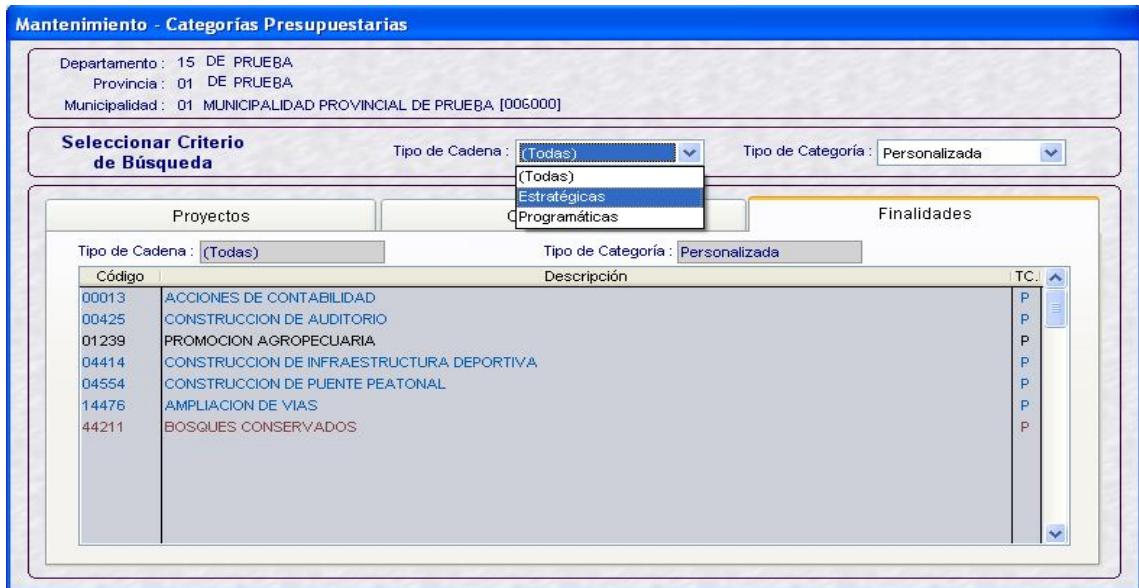 Mantenimiento - Categorías Presupuestarias
Departamento : 15 DE PRUEBA
Provincia : 01 DE PRUEBA
Municipalidad : 01 MUNICIPALIDAD PROVINCIAL DE PRUEBA [006000]
Seleccionar Criterio
de Búsqueda
Tipo de Cadena : (Todas)
Tipo de Categoría : Personalizada
(Todas)
Estratégicas
Programáticas
Proyectos
Finalidades
Tipo de Cadena : (Todas)
Tipo de Categoría : Personalizada
Código Descripción TC.
00013 ACCIONES DE CONTABILIDAD P
00425 CONSTRUCCION DE AUDITORIO P
01239 PROMOCION AGROPECUARIA P
04414 CONSTRUCCION DE INFRAESTRUCTURA DEPORTIVA P
04554 CONSTRUCCION DE PUENTE PEATONAL P
14476 AMPLIACION DE VIAS P
44211 BOSQUES CONSERVADOS P